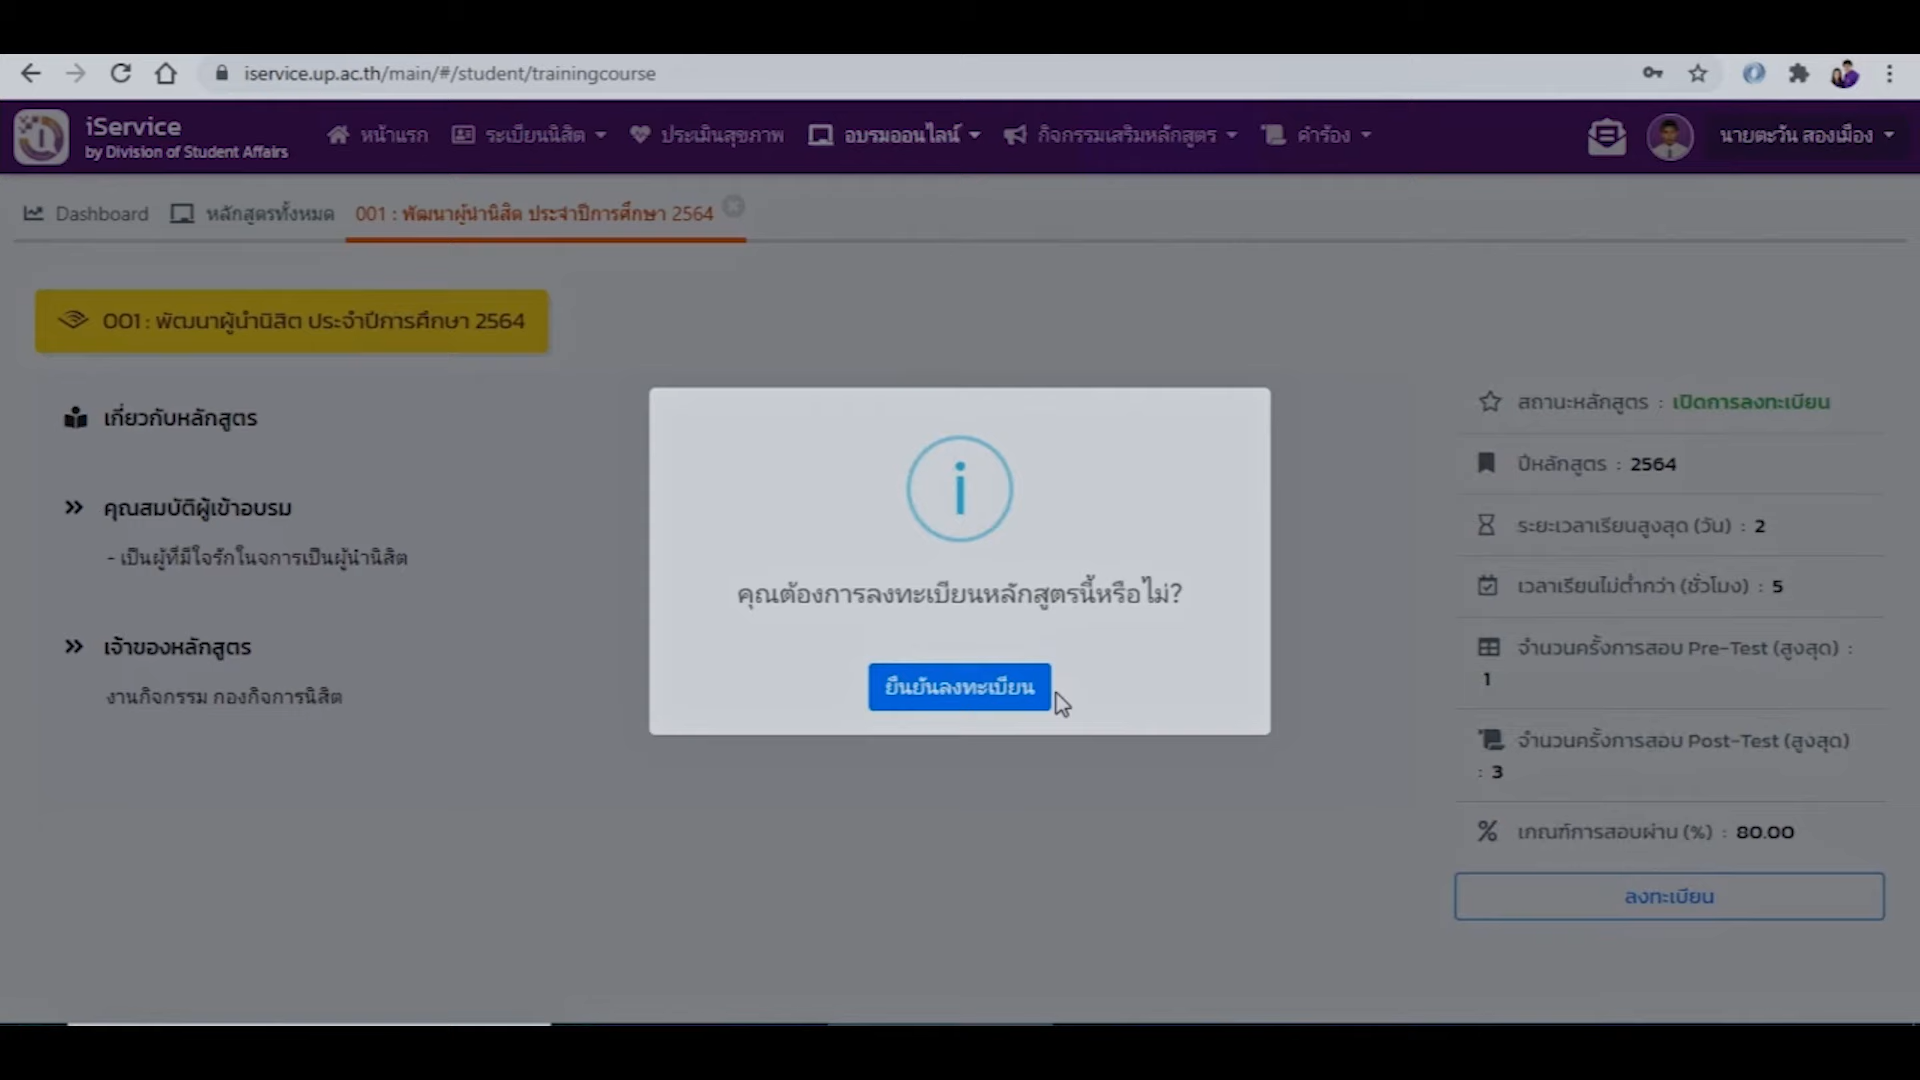 iservice.up.ac.th/main/#/student/trainingcourse
iService
by Division of Student Affairs
หน้าแรก
ระเบียนนิสิต
ประเมินสุขภาพ
อบรมออนไลน์
กิจกรรมเสริมหลักสูตร
คำร้อง
นายตะวัน สองเมือง
Dashboard
หลักสูตรทั้งหมด
001 : พัฒนาผู้นำนิสิต ประจำปีการศึกษา 2564
001 : พัฒนาผู้นำนิสิต ประจำปีการศึกษา 2564
เกี่ยวกับหลักสูตร
คุณสมบัติผู้เข้าอบรม
- เป็นผู้ที่มีใจรักในจการเป็นผู้นำนิสิต
เจ้าของหลักสูตร
งานกิจกรรม กองกิจการนิสิต
คุณต้องการลงทะเบียนหลักสูตรนี้หรือไม่?
ยืนยันลงทะเบียน
สถานะหลักสูตร : เปิดการลงทะเบียน
ปีหลักสูตร : 2564
ระยะเวลาเรียนสูงสุด (วัน) : 2
เวลาเรียนไม่ต่ำกว่า (ชั่วโมง) : 5
จำนวนครั้งการสอบ Pre-Test (สูงสุด) :
1
จำนวนครั้งการสอบ Post-Test (สูงสุด)
: 3
เกณฑ์การสอบผ่าน (%) : 80.00
ลงทะเบียน